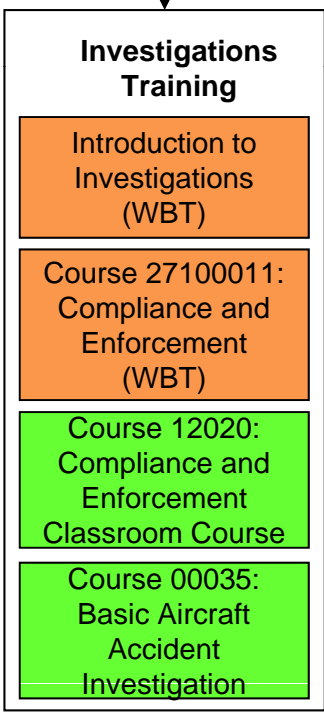 Investigations
Training
Introduction to
Investigations
(WBT)
Course 27100011:
Compliance and
Enforcement
(WBT)
Course 12020:
Compliance and
Enforcement
Classroom Course
Course 00035:
Basic Aircraft
Accident
Investigation